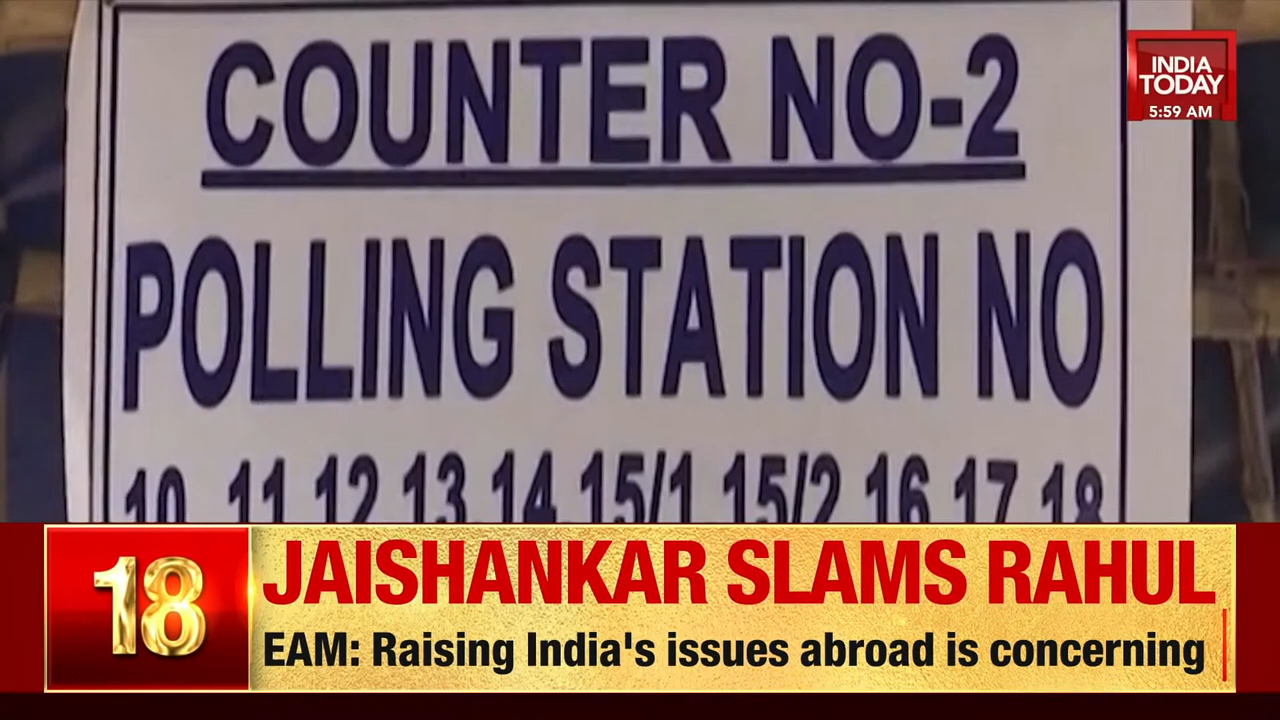 COUNTER NO-2
INDIA
TODAY
5:59 AM
POLLING STATION NO
10 11 12 13 14 15/1 15/2 16 17 18
18
JAISHANKAR SLAMS RAHUL
EAM: Raising India's issues abroad is concerning